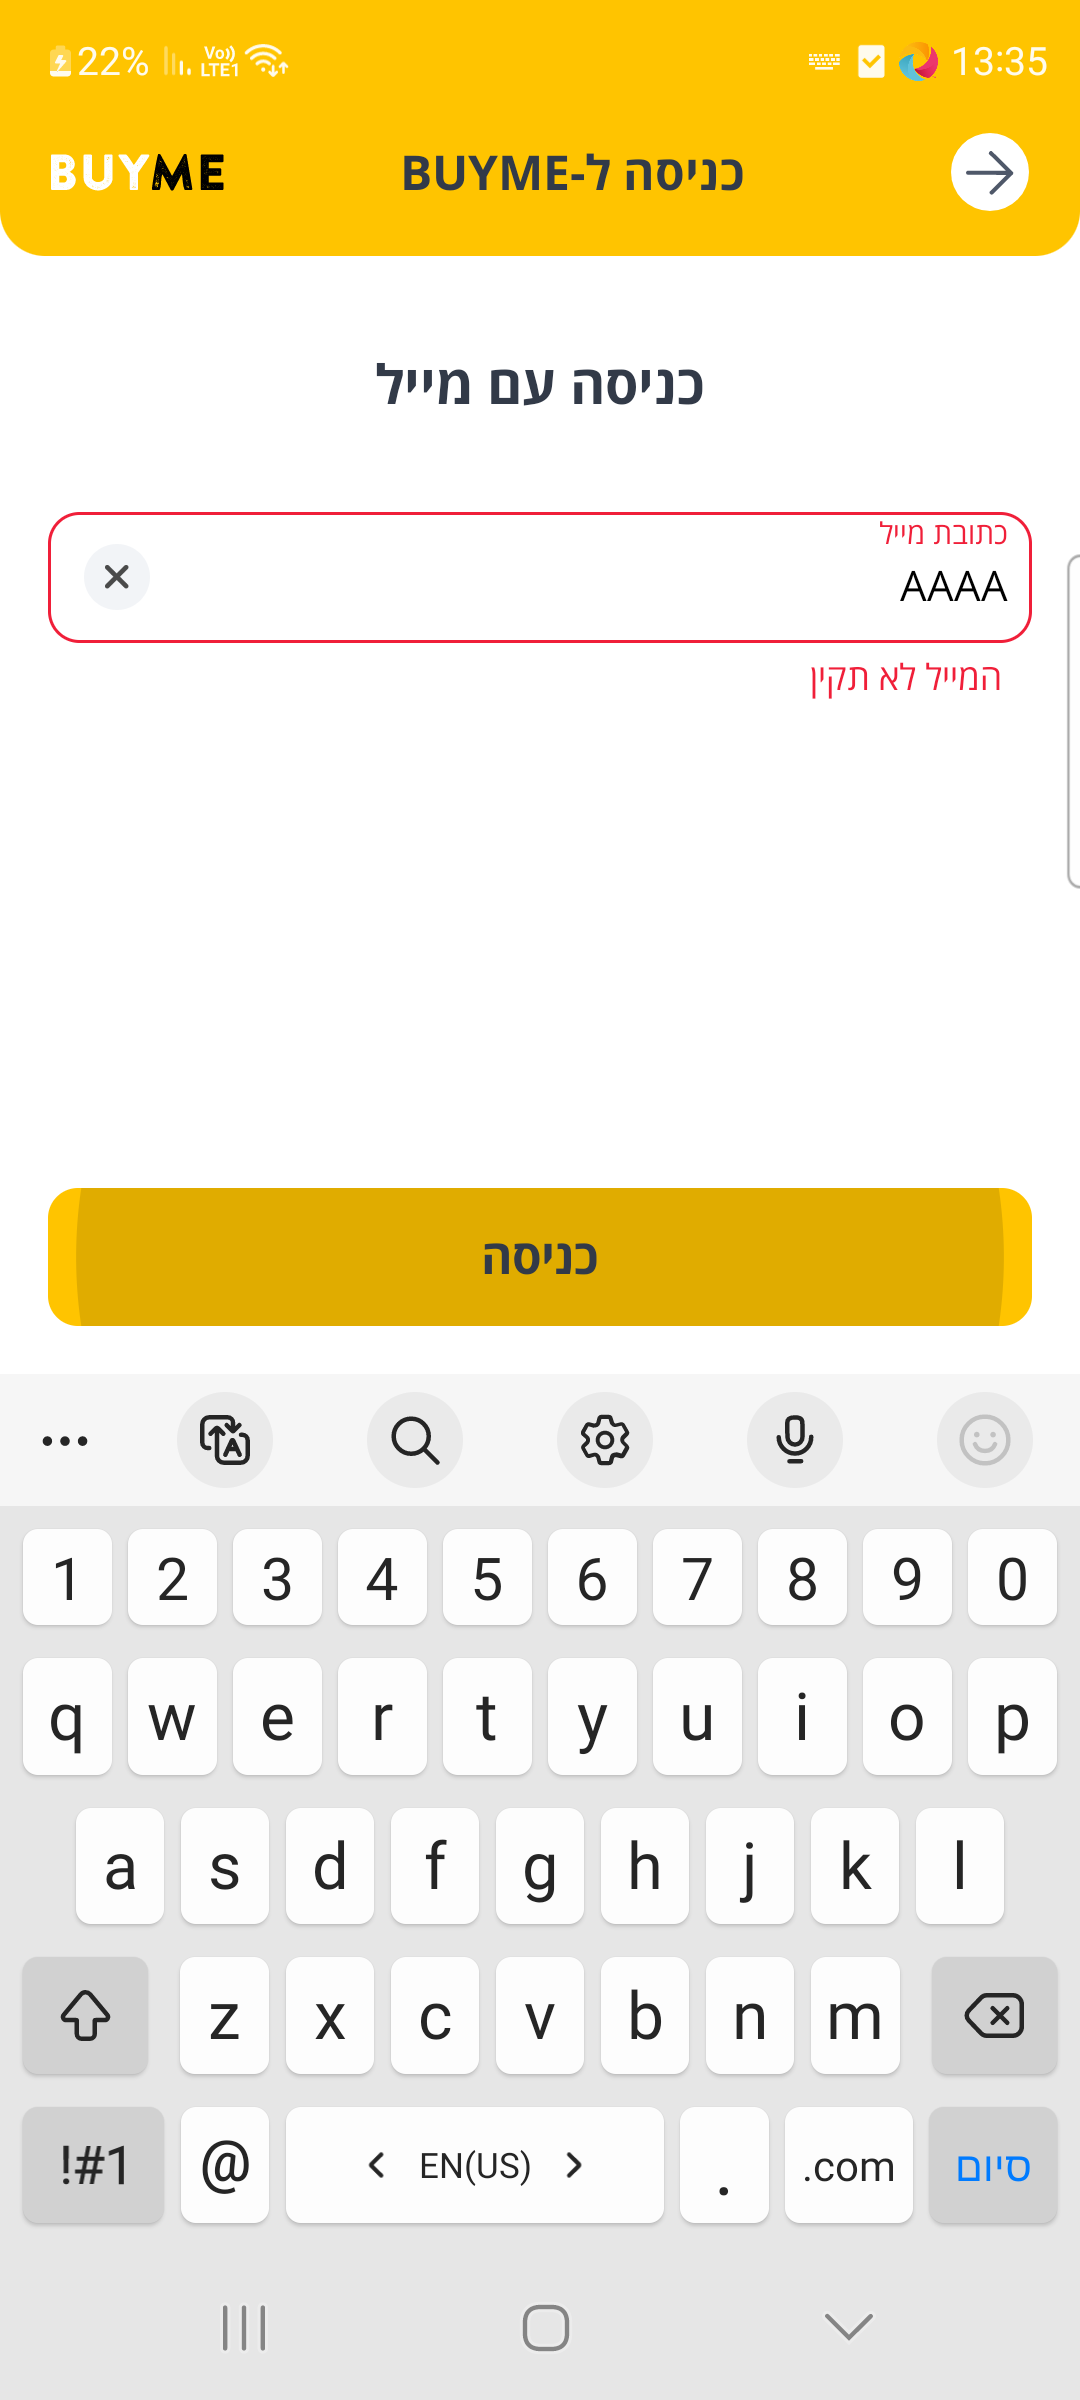 22% Vo)) LTE1 13:35
BUYME כניסה ל-BUYME
כניסה עם מייל
כתובת מייל
AAAA
המייל לא תקין
כניסה
1 2 3 4 5 6 7 8 9 0
q w e r t y u i o p
a s d f g h j k l
z x c v b n m
!#1 @ EN(US) . .com סיום